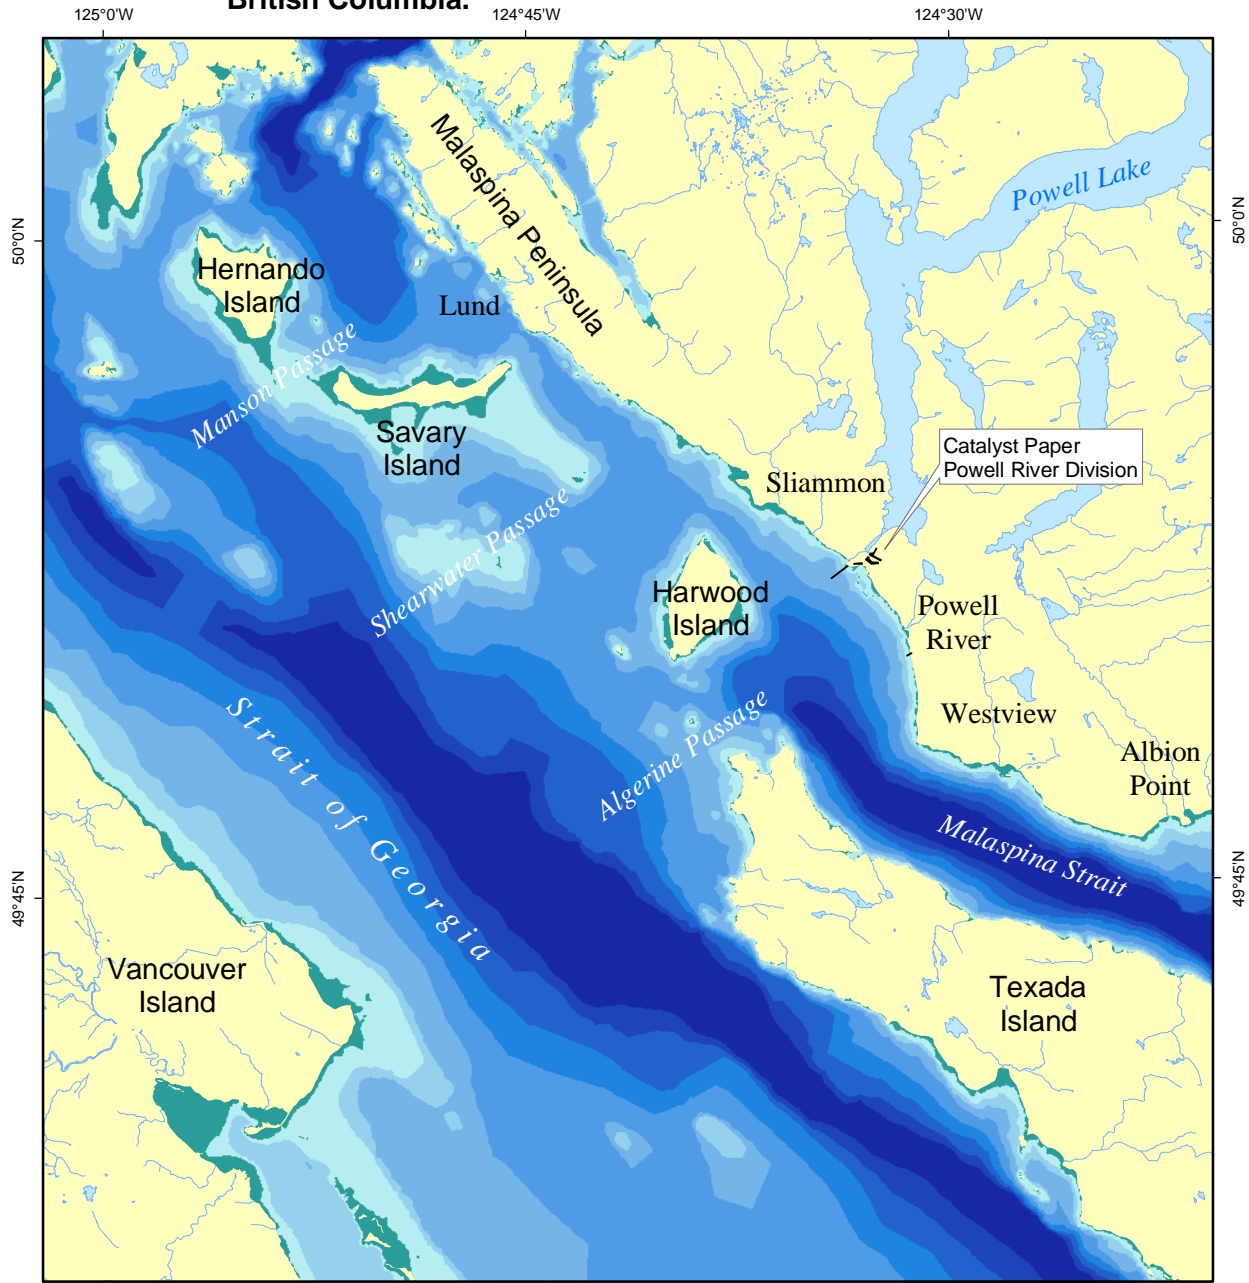 British Columbia.
125°0'W
124°45'W
124°30'W
50°0'N
50°0'N
Malaspina Peninsula
Powell Lake
Hernando
Island
Lund
Manson Passage
Savary
Island
Catalyst Paper
Powell River Division
Sliammon
Shearwater Passage
Harwood
Island
Powell
River
Strait of Georgia
Algerine Passage
Westview
Albion
Point
Malaspina Strait
49°45'N
49°45'N
Vancouver
Island
Texada
Island